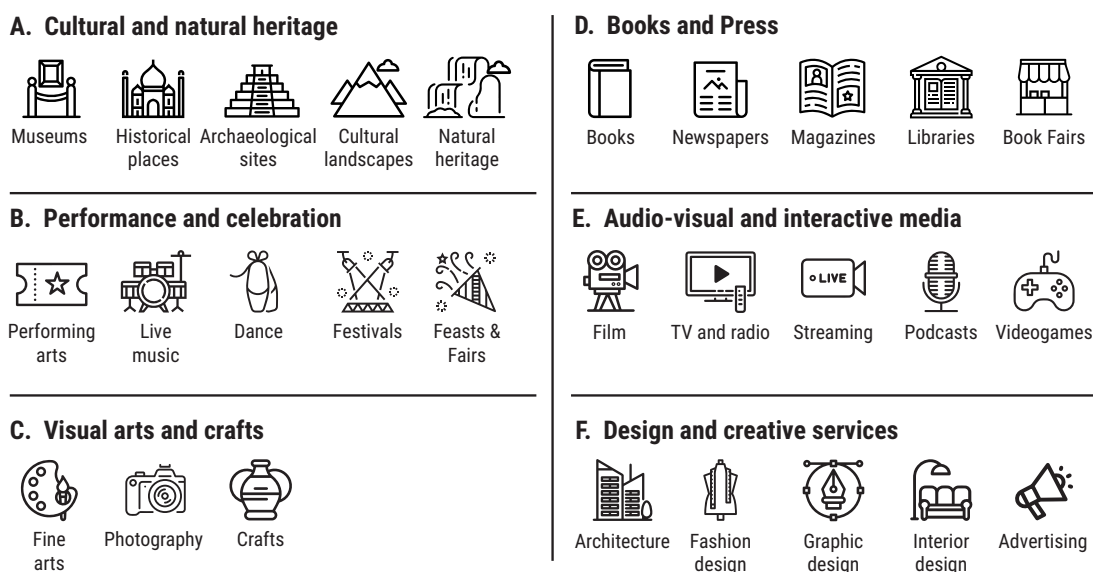 A. Cultural and natural heritage
Museums
Historical
places
Archaeological
sites
Cultural
landscapes
Natural
heritage
B. Performance and celebration
Performing
arts
Live
music
Dance
Festivals
Feasts &
Fairs
C. Visual arts and crafts
Fine
arts
Photography
Crafts
D. Books and Press
Books
Newspapers
Magazines
Libraries
Book Fairs
E. Audio-visual and interactive media
Film
TV and radio
LIVE
Streaming
Podcasts
Videogames
F. Design and creative services
Architecture
Fashion
design
Graphic
design
Interior
design
Advertising